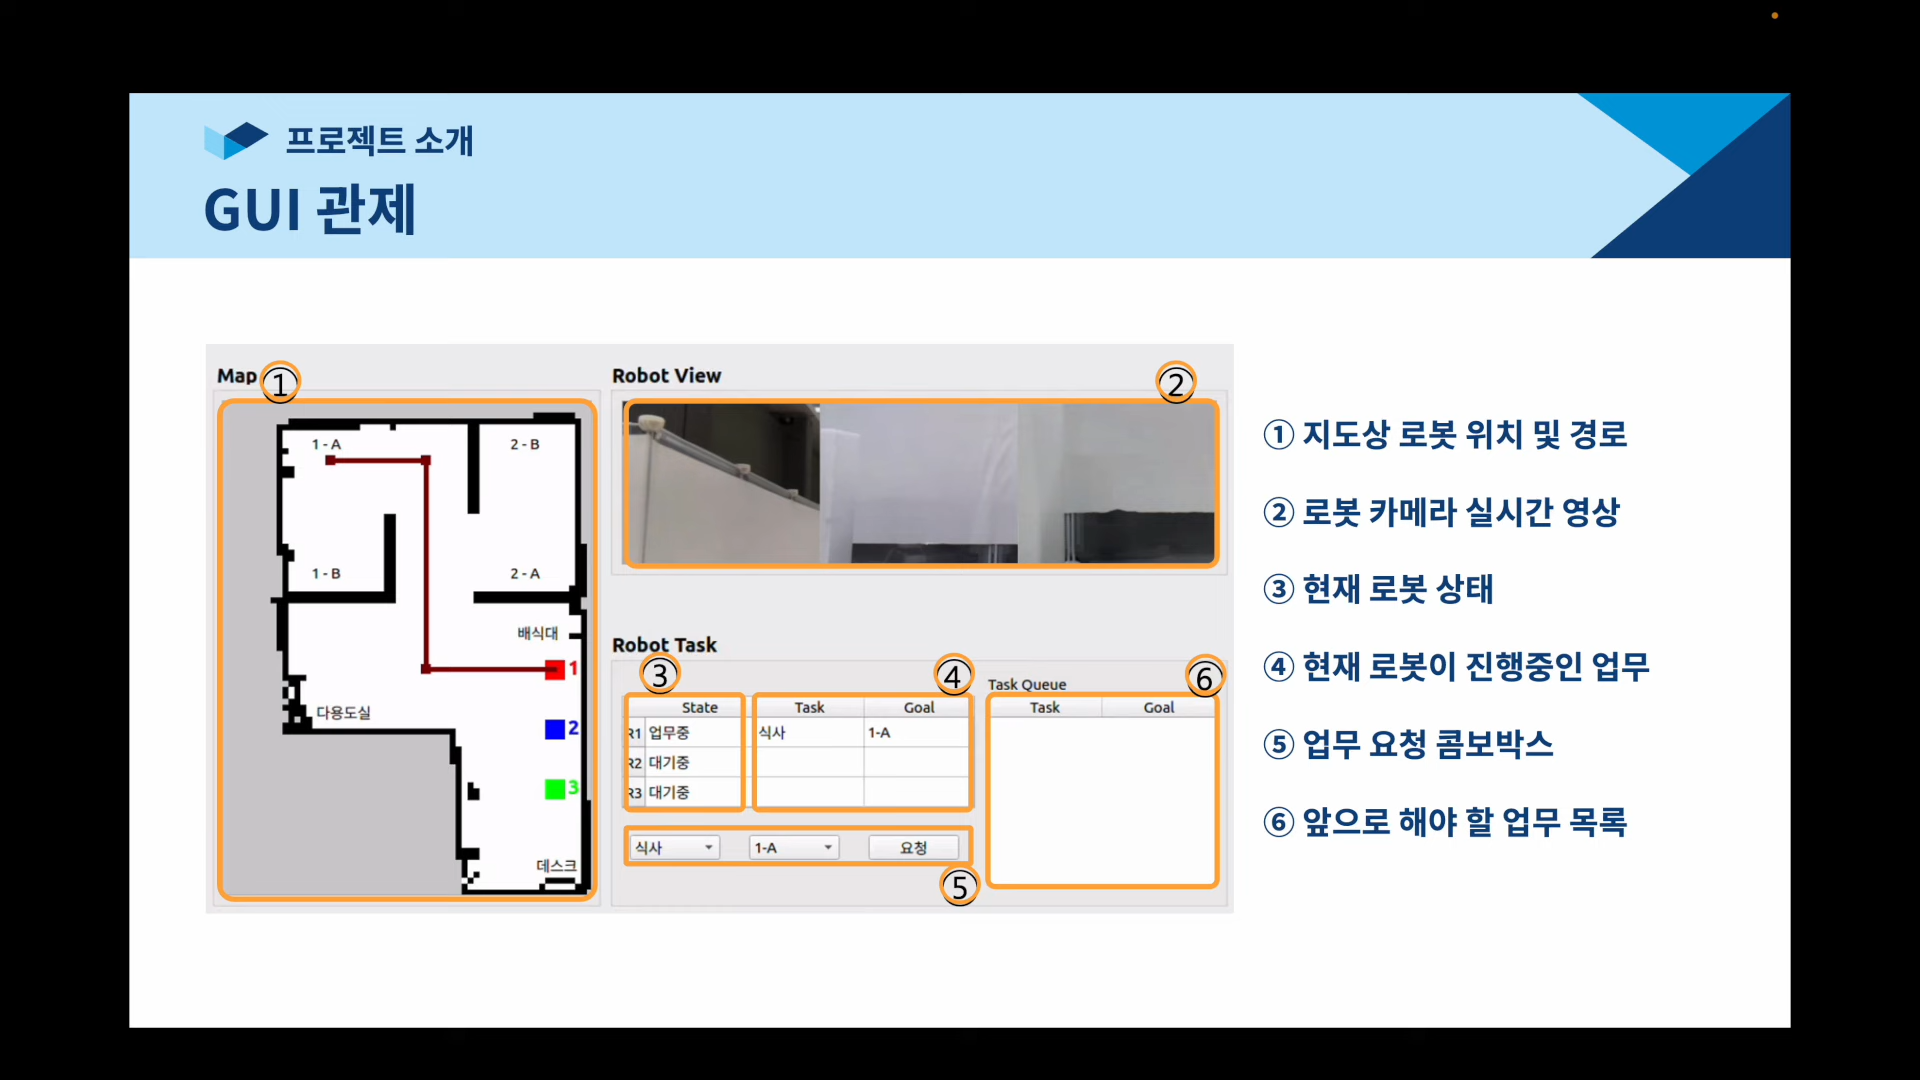 프로젝트 소개
GUI 관제
Map
①
1 - A
2 - B
1 - B
2 - A
배식대
1
다용도실
2
3
데스크
Robot View
②
Robot Task
③
④
⑥
State
Task
Goal
R1 업무중 식사 1-A
R2 대기중
R3 대기중
식사
1-A
요청
⑤
Task Queue
Task
Goal
① 지도상 로봇 위치 및 경로
② 로봇 카메라 실시간 영상
③ 현재 로봇 상태
④ 현재 로봇이 진행중인 업무
⑤ 업무 요청 콤보박스
⑥ 앞으로 해야 할 업무 목록